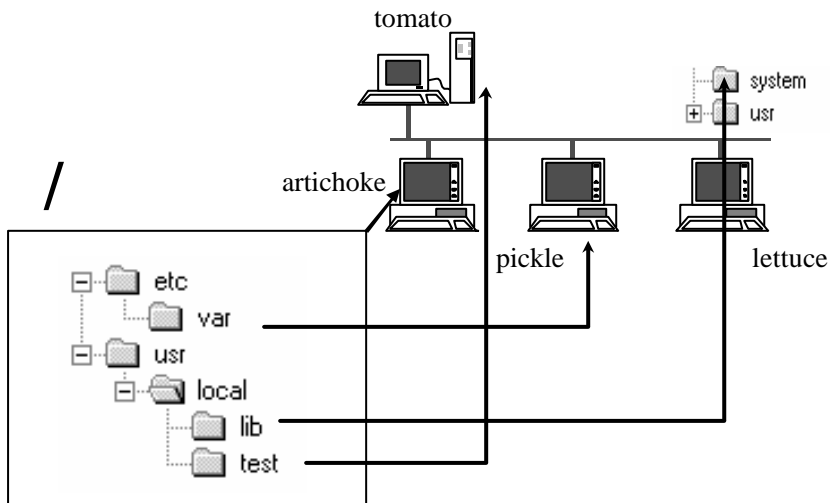 tomato
system
usr
/
artichoke
pickle
lettuce
etc
var
usr
local
lib
test